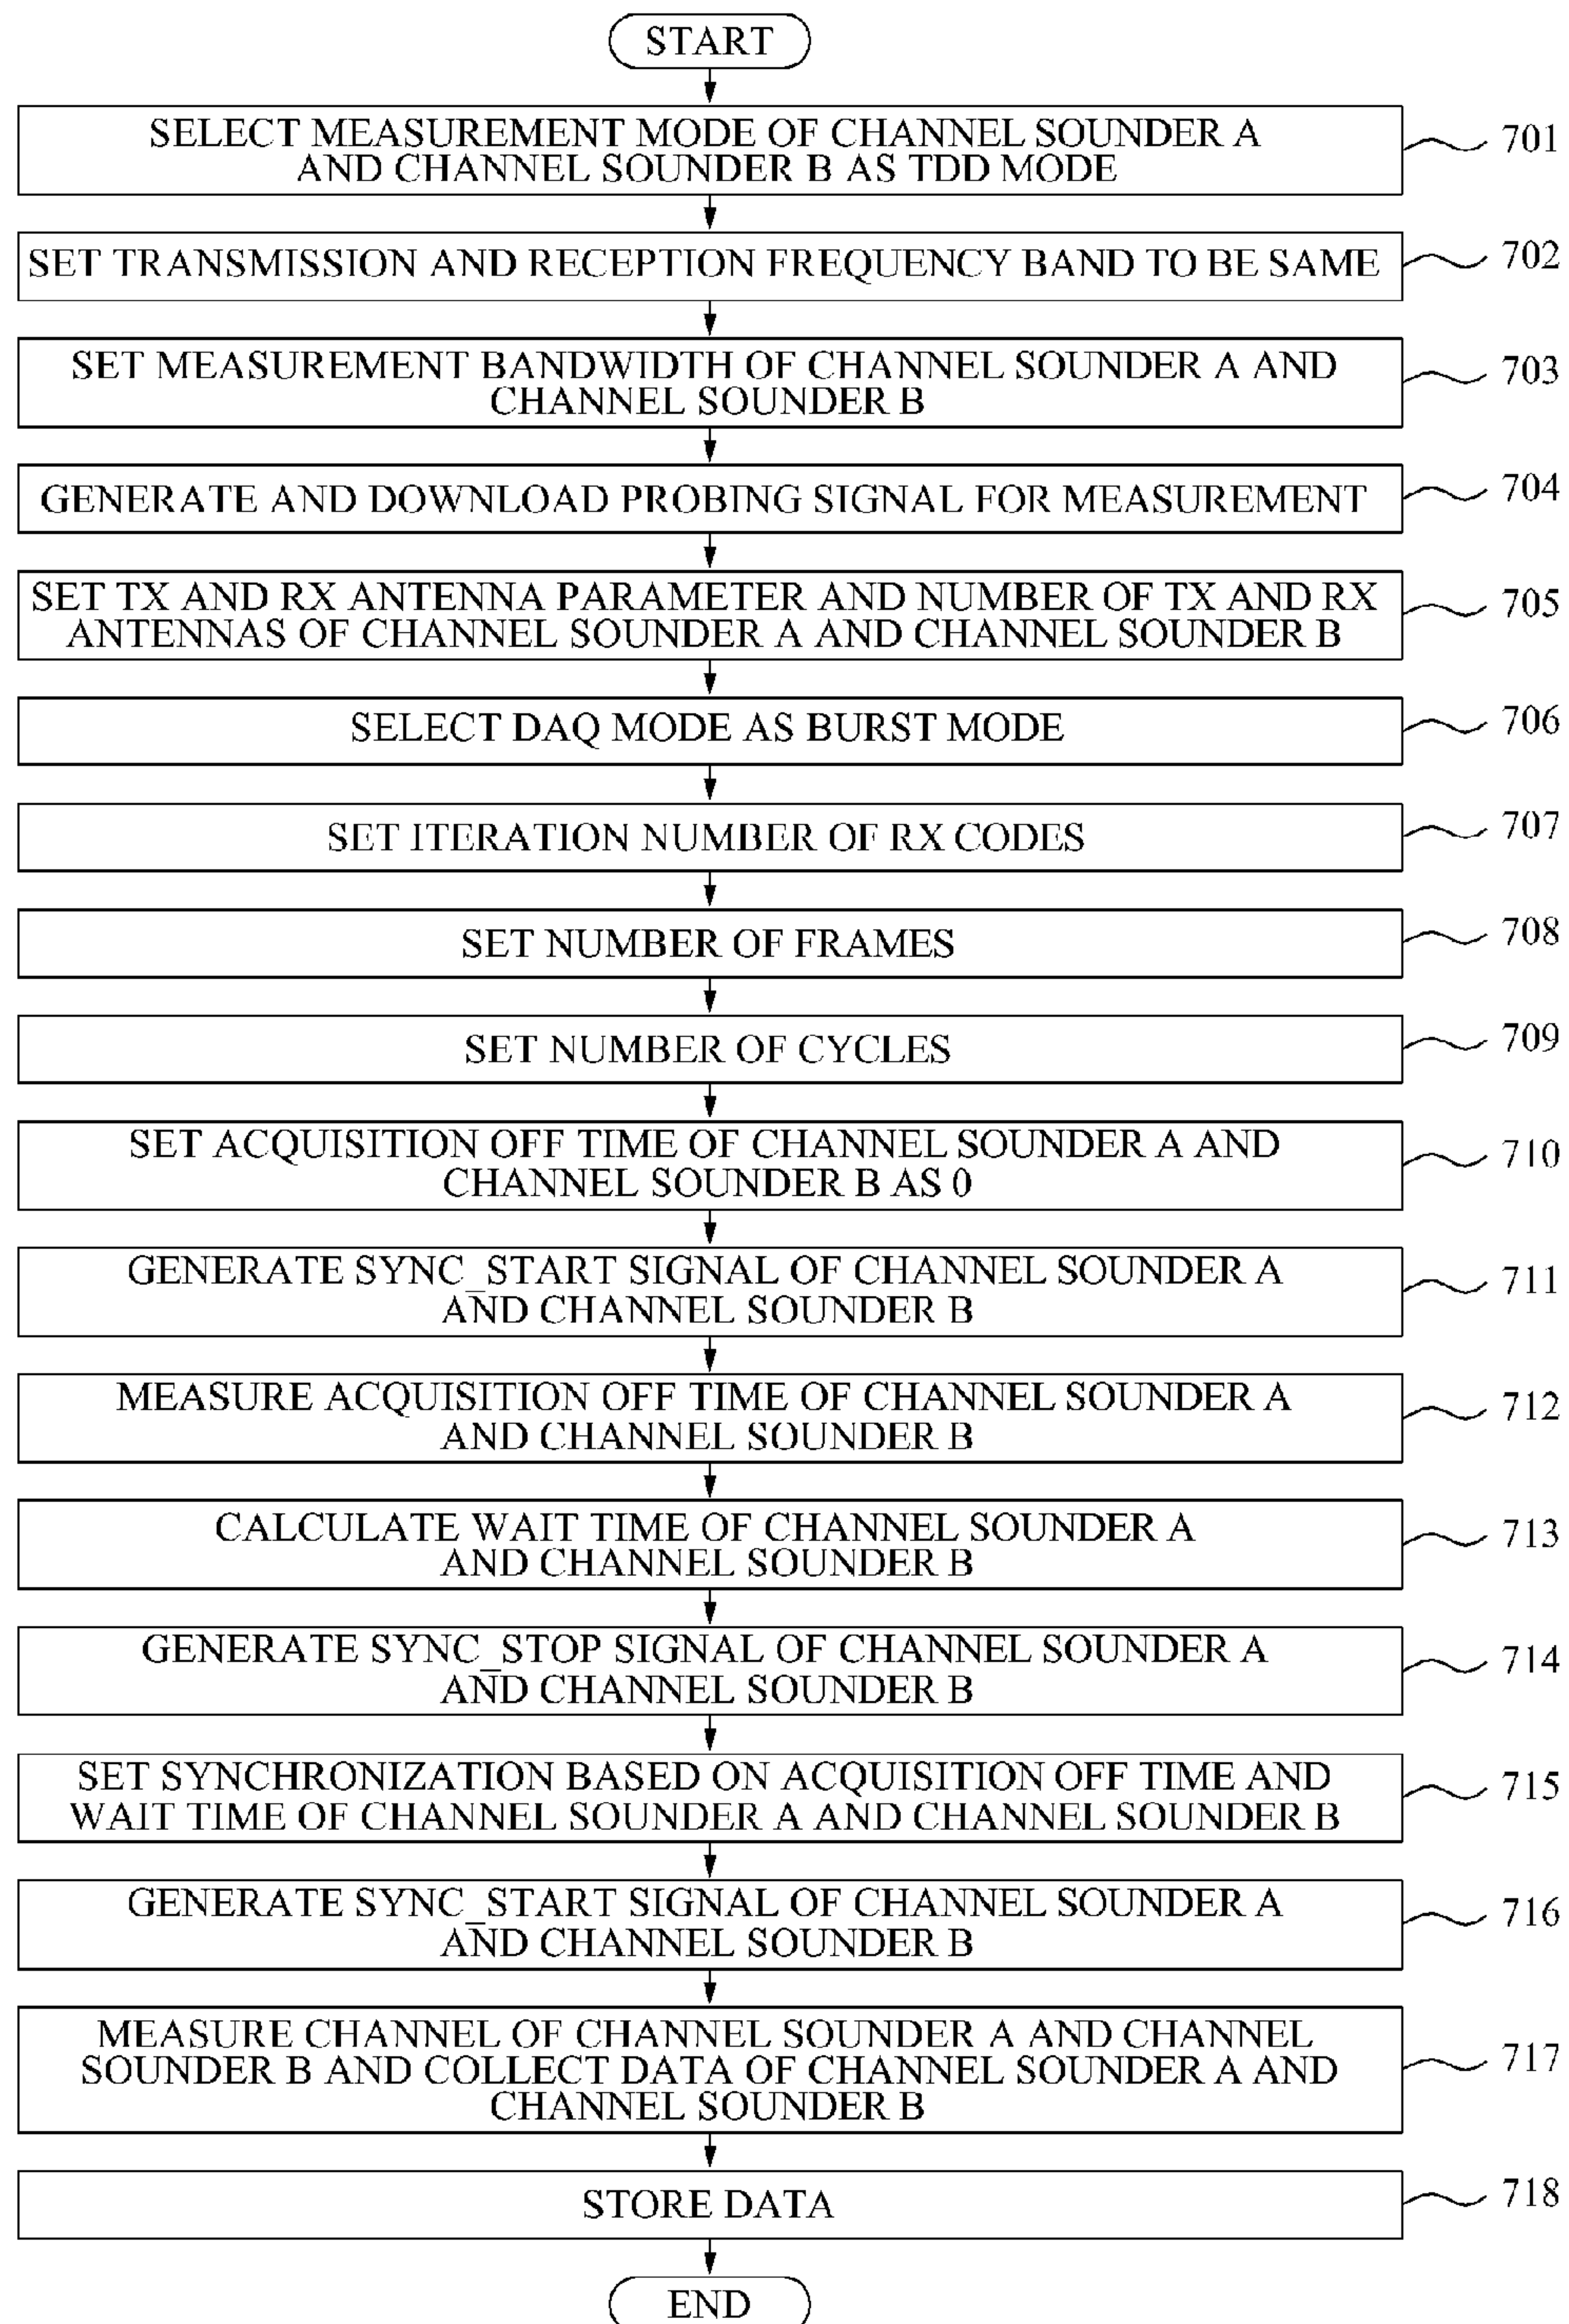 START
SELECT MEASUREMENT MODE OF CHANNEL SOUNDER A
AND CHANNEL SOUNDER B AS TDD MODE
701
SET TRANSMISSION AND RECEPTION FREQUENCY BAND TO BE SAME
702
SET MEASUREMENT BANDWIDTH OF CHANNEL SOUNDER A AND
CHANNEL SOUNDER B
703
GENERATE AND DOWNLOAD PROBING SIGNAL FOR MEASUREMENT
704
SET TX AND RX ANTENNA PARAMETER AND NUMBER OF TX AND RX
ANTENNAS OF CHANNEL SOUNDER A AND CHANNEL SOUNDER B
705
SELECT DAQ MODE AS BURST MODE
706
SET ITERATION NUMBER OF RX CODES
707
SET NUMBER OF FRAMES
708
SET NUMBER OF CYCLES
709
SET ACQUISITION OFF TIME OF CHANNEL SOUNDER A AND
CHANNEL SOUNDER B AS 0
710
GENERATE SYNC_START SIGNAL OF CHANNEL SOUNDER A
AND CHANNEL SOUNDER B
711
MEASURE ACQUISITION OFF TIME OF CHANNEL SOUNDER A
AND CHANNEL SOUNDER B
712
CALCULATE WAIT TIME OF CHANNEL SOUNDER A
AND CHANNEL SOUNDER B
713
GENERATE SYNC_STOP SIGNAL OF CHANNEL SOUNDER A
AND CHANNEL SOUNDER B
714
SET SYNCHRONIZATION BASED ON ACQUISITION OFF TIME AND
WAIT TIME OF CHANNEL SOUNDER A AND CHANNEL SOUNDER B
715
GENERATE SYNC_START SIGNAL OF CHANNEL SOUNDER A
AND CHANNEL SOUNDER B
716
MEASURE CHANNEL OF CHANNEL SOUNDER A AND CHANNEL
SOUNDER B AND COLLECT DATA OF CHANNEL SOUNDER A AND
CHANNEL SOUNDER B
717
STORE DATA
718
END